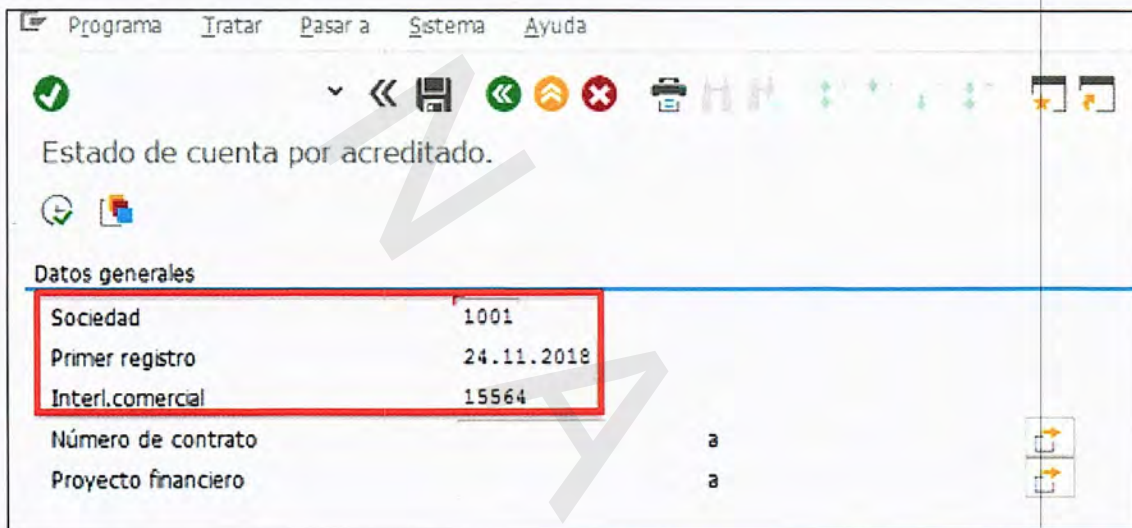 Programa Tratar Pasar a Sistema Ayuda
Estado de cuenta por acreditado.
Datos generales
Sociedad 1001
Primer registro 24.11.2018
Interl.comercial 15564
Número de contrato a
Proyecto financiero a